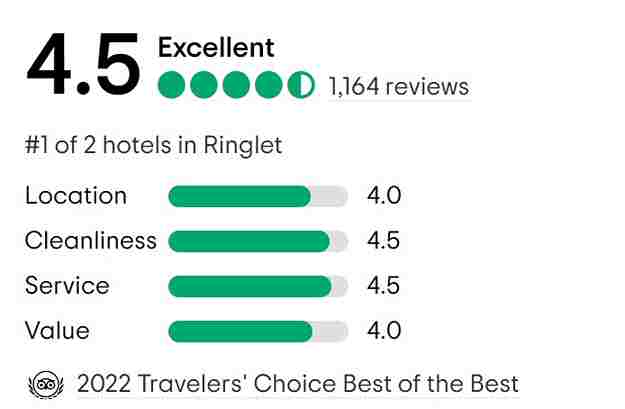 4.5 Excellent
1,164 reviews
#1 of 2 hotels in Ringlet
Location 4.0
Cleanliness 4.5
Service 4.5
Value 4.0
2022 Travelers' Choice Best of the Best